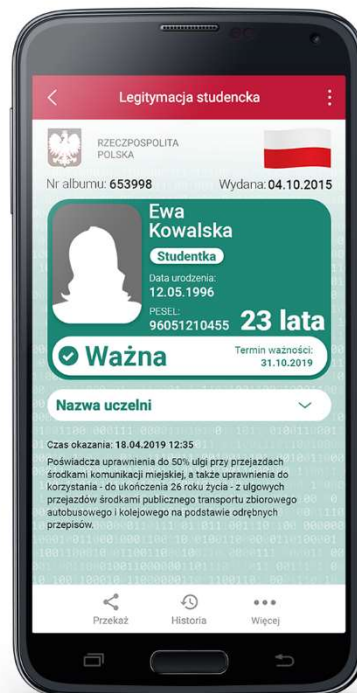 Legitymacja studencka
RZECZPOSPOLITA
POLSKA
Nr albumu: 653998
Wydana: 04.10.2015
Ewa
Kowalska
Studentka
Data urodzenia:
12.05.1996
PESEL:
96051210455
23 lata
Ważna
Termin ważności:
31.10.2019
Nazwa uczelni
Czas okazania: 18.04.2019 12:35
Poświadcza uprawnienia do 50% ulgi przy przejazdach
środkami komunikacji miejskiej, a także uprawnienia do
korzystania - do ukończenia 26 roku życia - z ulgowych
przejazdów środkami publicznego transportu zbiorowego
autobusowego i kolejowego na podstawie odrębnych
przepisów.
Przekaż
Historia
Więcej